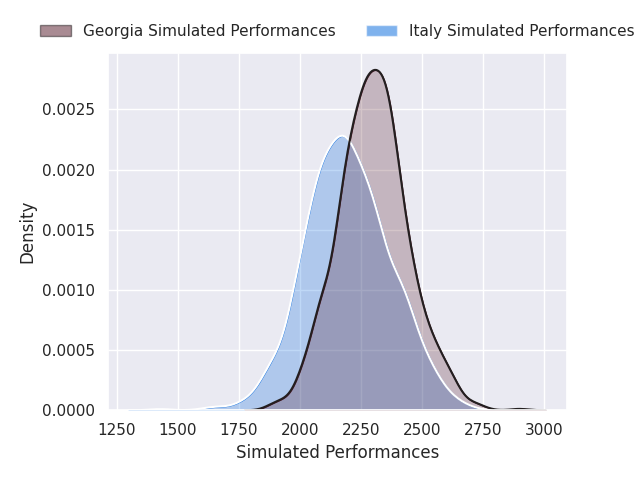 Georgia Simulated Performances Italy Simulated Performances
0.0025
0.0020
0.0015
0.0010
0.0005
0.0000
Density
1250 1500 1750 2000 2250 2500 2750 3000
Simulated Performances